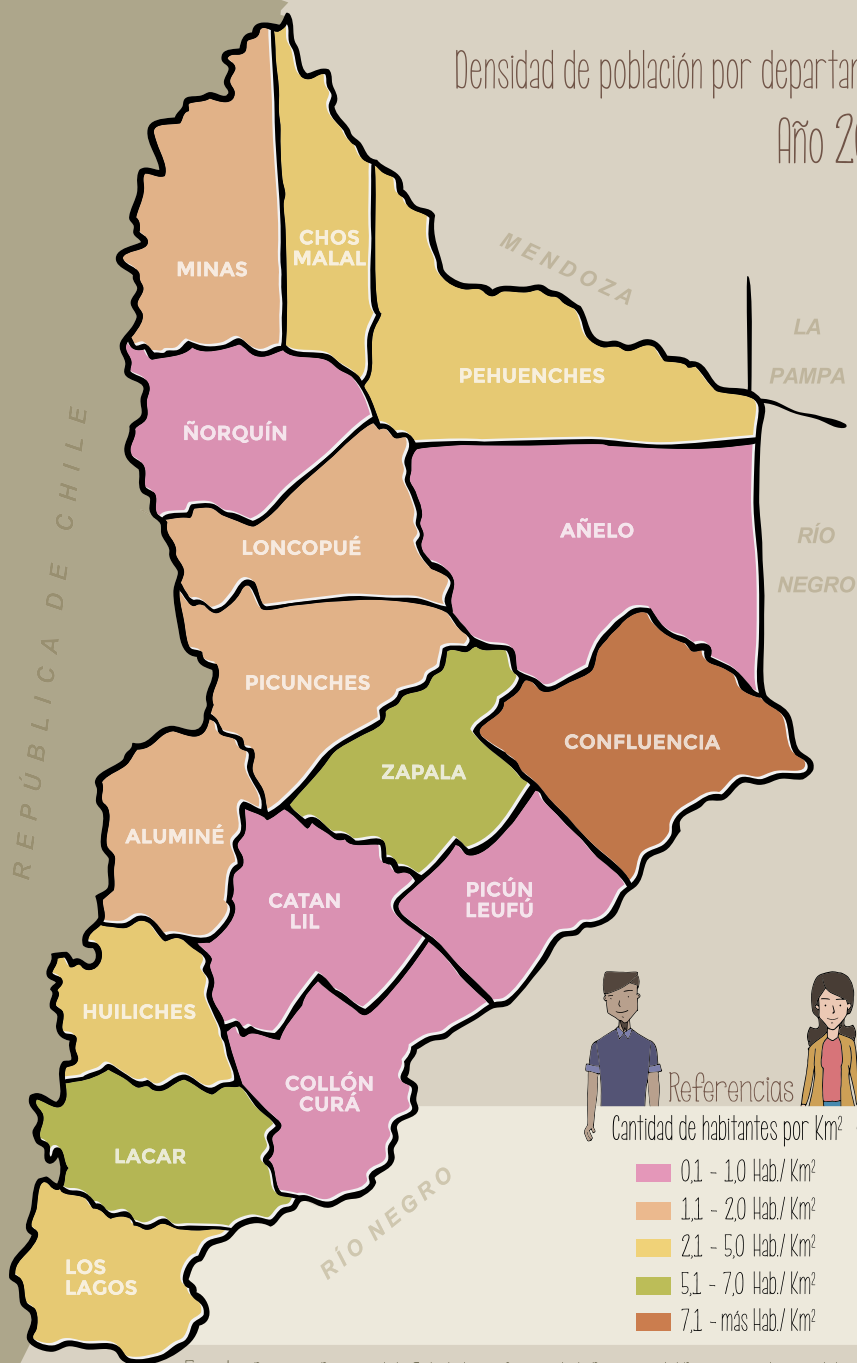 Densidad de población por
Año
MENDOZA
CHOS
MALAL
MINAS
LA
PAMPA
PEHUENCHES
ÑORQUÍN
REPÚBLICA DE CHILE
AÑELO
RÍO
NEGRO
LONCOPUÉ
PICUNCHES
CONFLUENCIA
ZAPALA
ALUMINÉ
CATAN
LIL
PICÚN
LEUFÚ
HUILICHES
COLLÓN
CURÁ
Referencias
Cantidad de habitantes por Km²
LACAR
0,1 - 1,0 Hab./ Km²
RÍO NEGRO
1,1 - 2,0 Hab./ Km²
2,1 - 5,0 Hab./ Km²
LOS
LAGOS
5,1 - 7,0 Hab./ Km²
7,1 - más Hab./ Km²